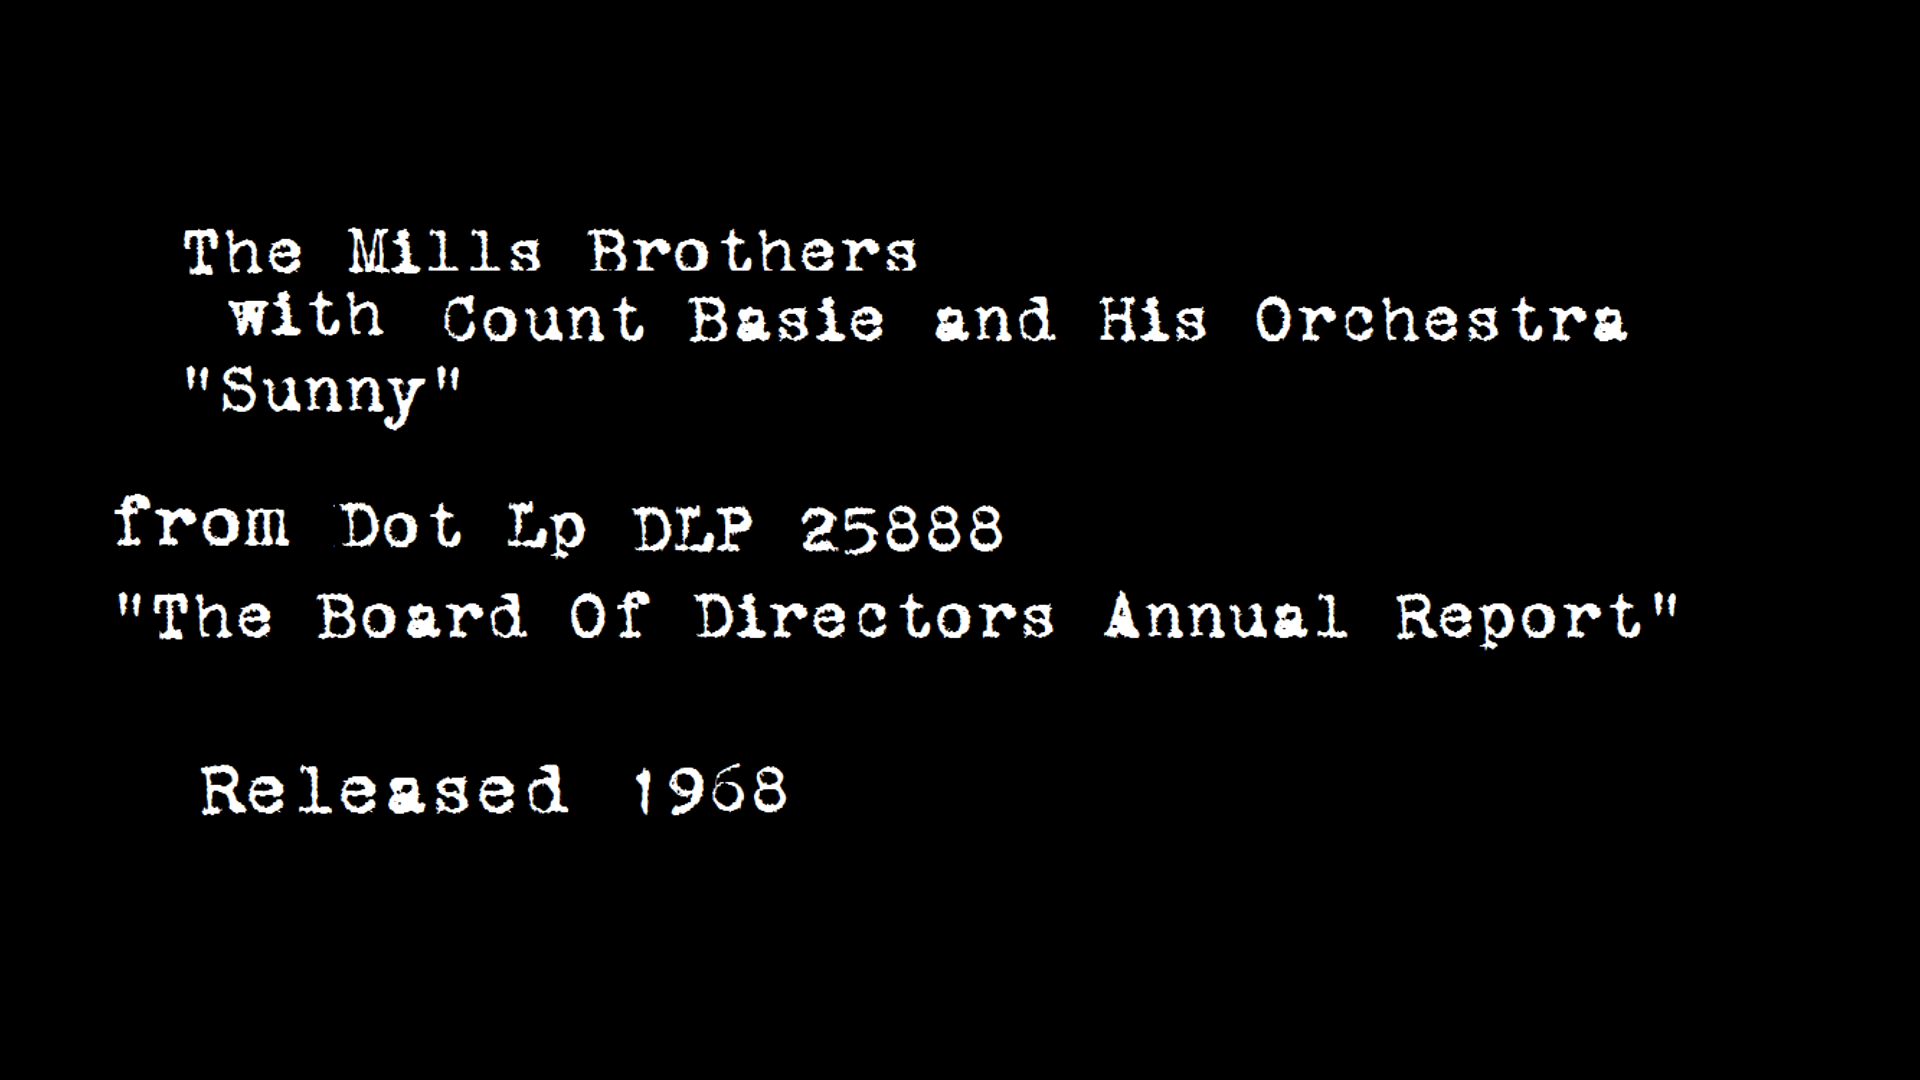 The Mills Brothers
with Count Basie and His Orchestra
"Sunny"
from Dot Lp DLP 25888
"The Board Of Directors Annual Report"
Released 1968